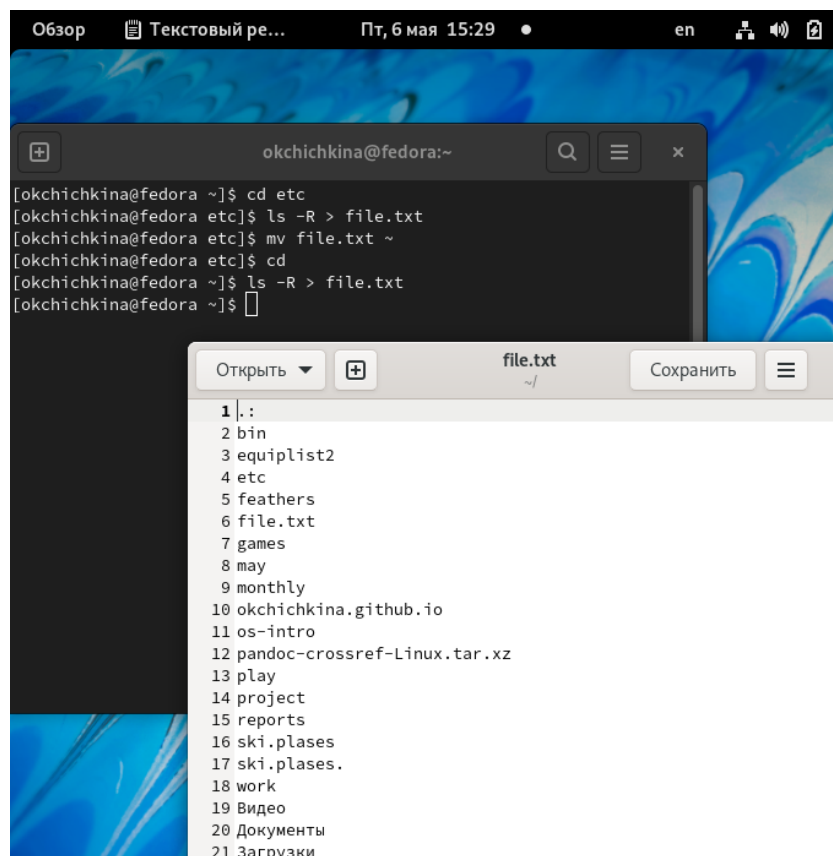 Обзор Текстовый ре... Пт, 6 мая 15:29 en
okchichkina@fedora:~
[okchichkina@fedora ~]$ cd etc
[okchichkina@fedora etc]$ ls -R > file.txt
[okchichkina@fedora etc]$ mv file.txt ~
[okchichkina@fedora etc]$ cd
[okchichkina@fedora ~]$ ls -R > file.txt
[okchichkina@fedora ~]$
Открыть file.txt Сохранить
~/
1 .:
2 bin
3 equiplist2
4 etc
5 feathers
6 file.txt
7 games
8 may
9 monthly
10 okchichkina.github.io
11 os-intro
12 pandoc-crossref-Linux.tar.xz
13 play
14 project
15 reports
16 ski.plases
17 ski.plases.
18 work
19 Видео
20 Документы
21 Загрузки